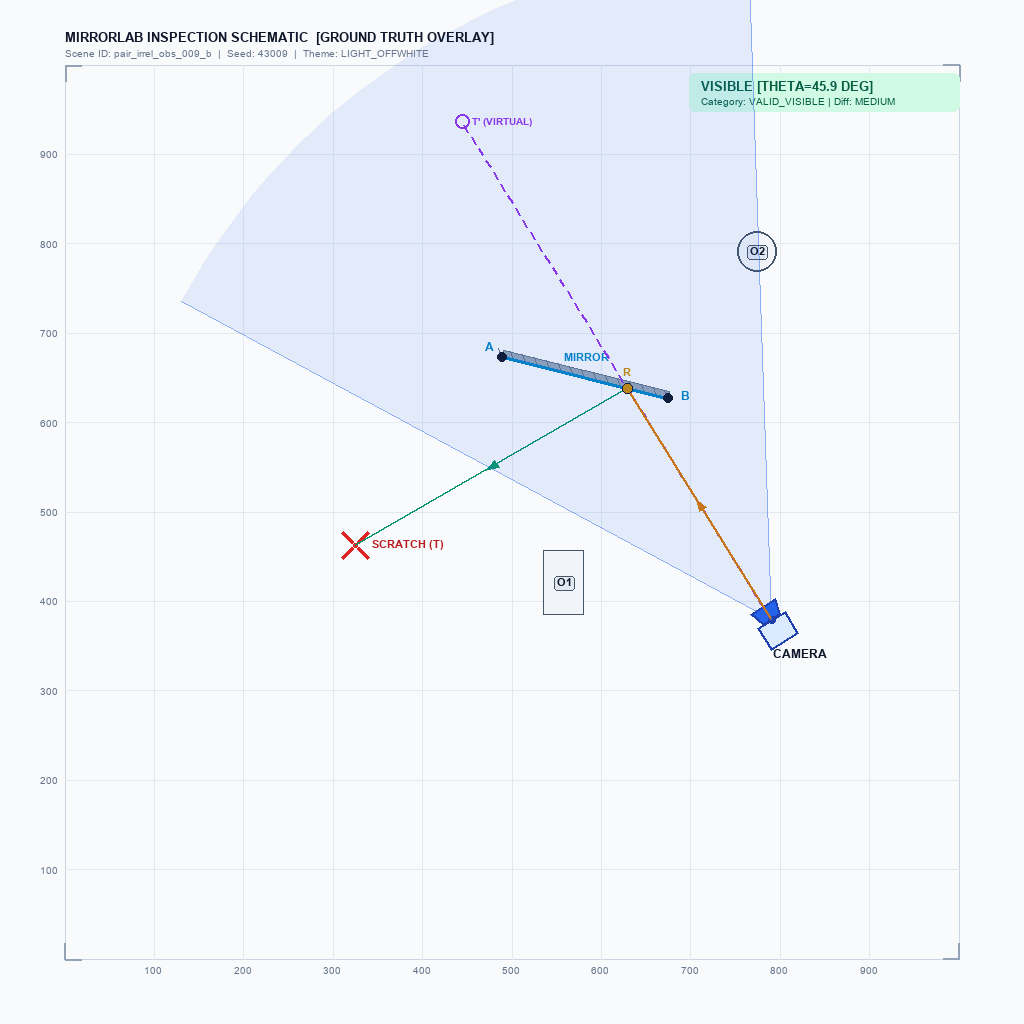 MIRRORLAB INSPECTION SCHEMATIC [GROUND TRUTH OVERLAY]
Scene ID: pair_irrel_obs_009_b | Seed: 43009 | Theme: LIGHT_OFFWHITE
VISIBLE [THETA=45.9 DEG]
Category: VALID_VISIBLE | Diff: MEDIUM
T' (VIRTUAL)
900
800
O2
700
A
MIRROR
R
B
600
500
SCRATCH (T)
O1
400
CAMERA
300
200
100
100 200 300 400 500 600 700 800 900